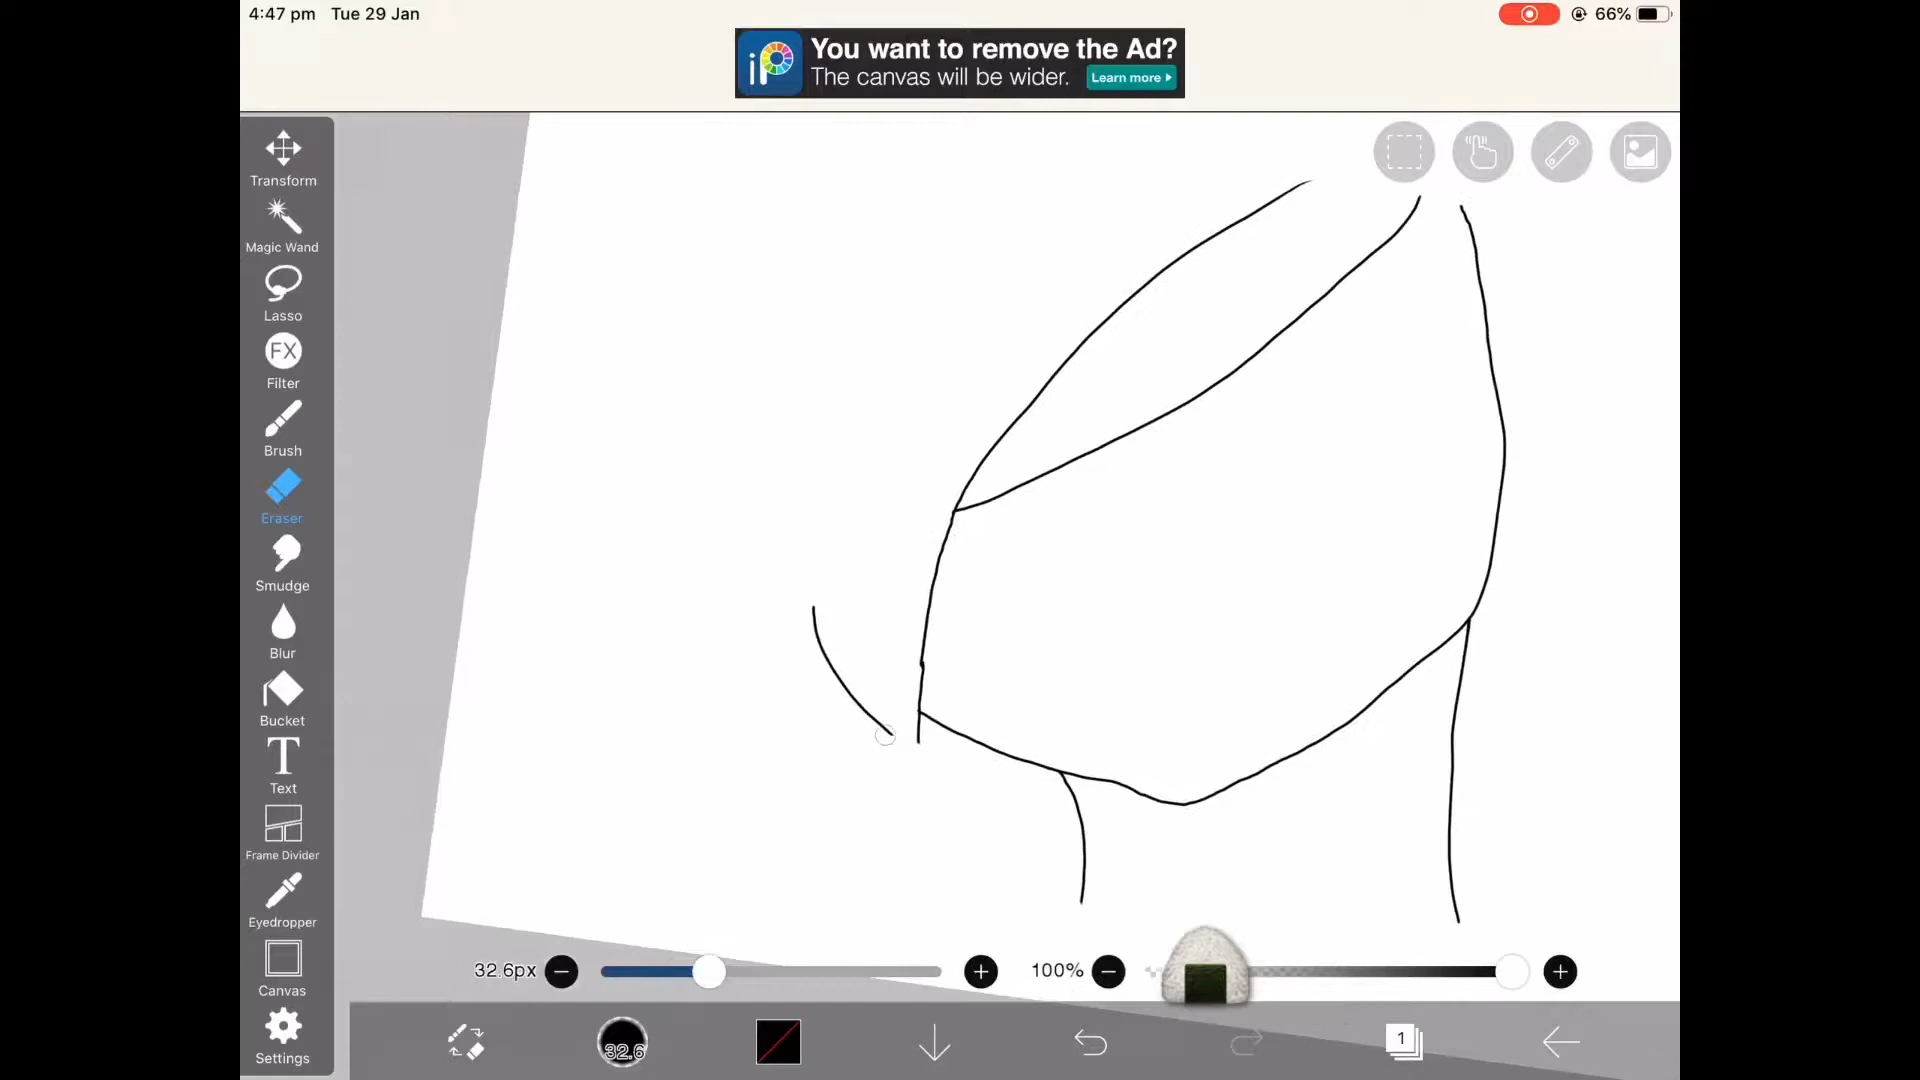 4:47 pm Tue 29 Jan
66%
iP
You want to remove the Ad?
The canvas will be wider. Learn more
Transform
Magic Wand
Lasso
FX
Filter
Brush
Eraser
Smudge
Blur
Bucket
T
Text
Frame Divider
Eyedropper
Canvas
Settings
32.6px
100%
32.6
1